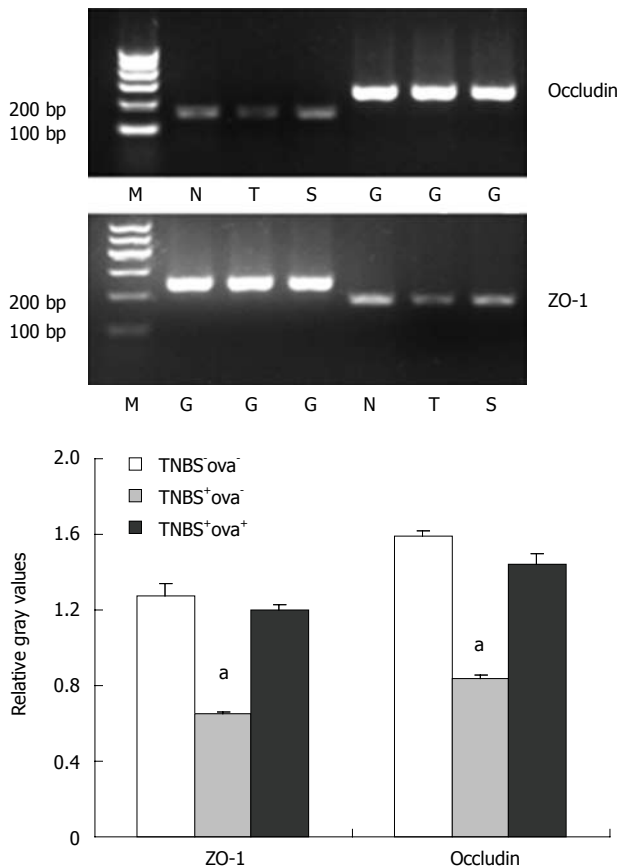 Occludin
200 bp
100 bp
M N T S G G G
200 bp
ZO-1
100 bp
M G G G N T S
2.0
TNBS⁻ova⁻
TNBS⁺ova⁻
1.6
TNBS⁺ova⁺
1.2
Relative gray values
a
a
0.8
0.4
0
ZO-1 Occludin